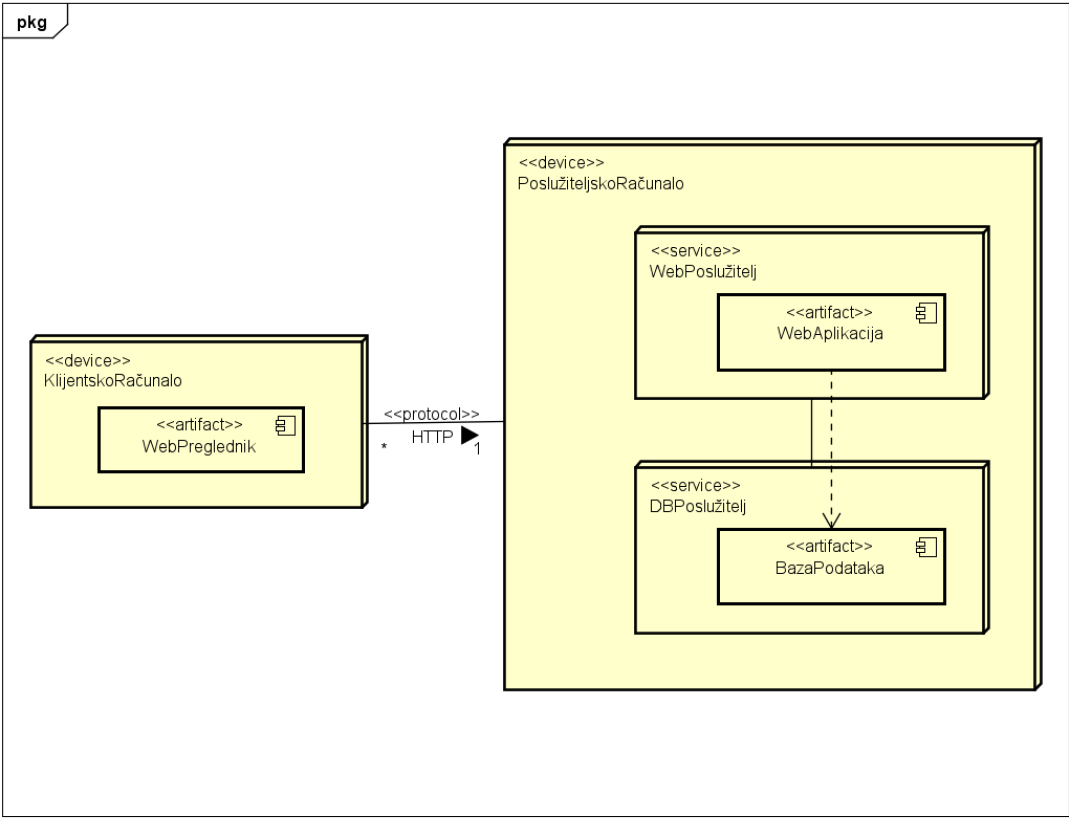 pkg
<<device>>
PoslužiteljskoRačunalo
<<service>>
WebPoslužitelj
<<artifact>>
WebAplikacija
<<device>>
KlijentskoRačunalo
<<artifact>>
WebPreglednik
<<protocol>>
HTTP
*
1
<<service>>
DBPoslužitelj
<<artifact>>
BazaPodataka